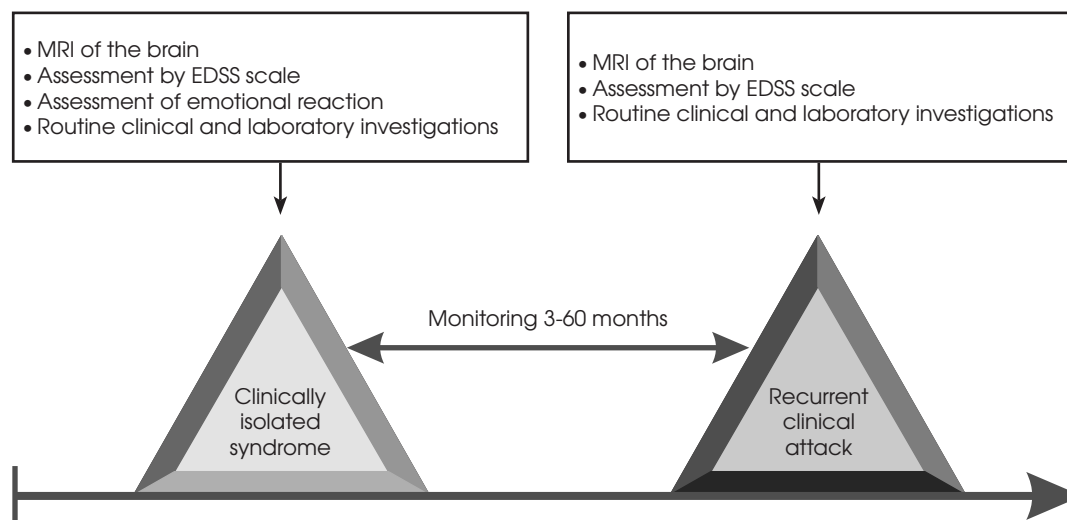 • MRI of the brain
• Assessment by EDSS scale
• Assessment of emotional reaction
• Routine clinical and laboratory investigations
• MRI of the brain
• Assessment by EDSS scale
• Routine clinical and laboratory investigations
Monitoring 3-60 months
Clinically
isolated
syndrome
Recurrent
clinical
attack